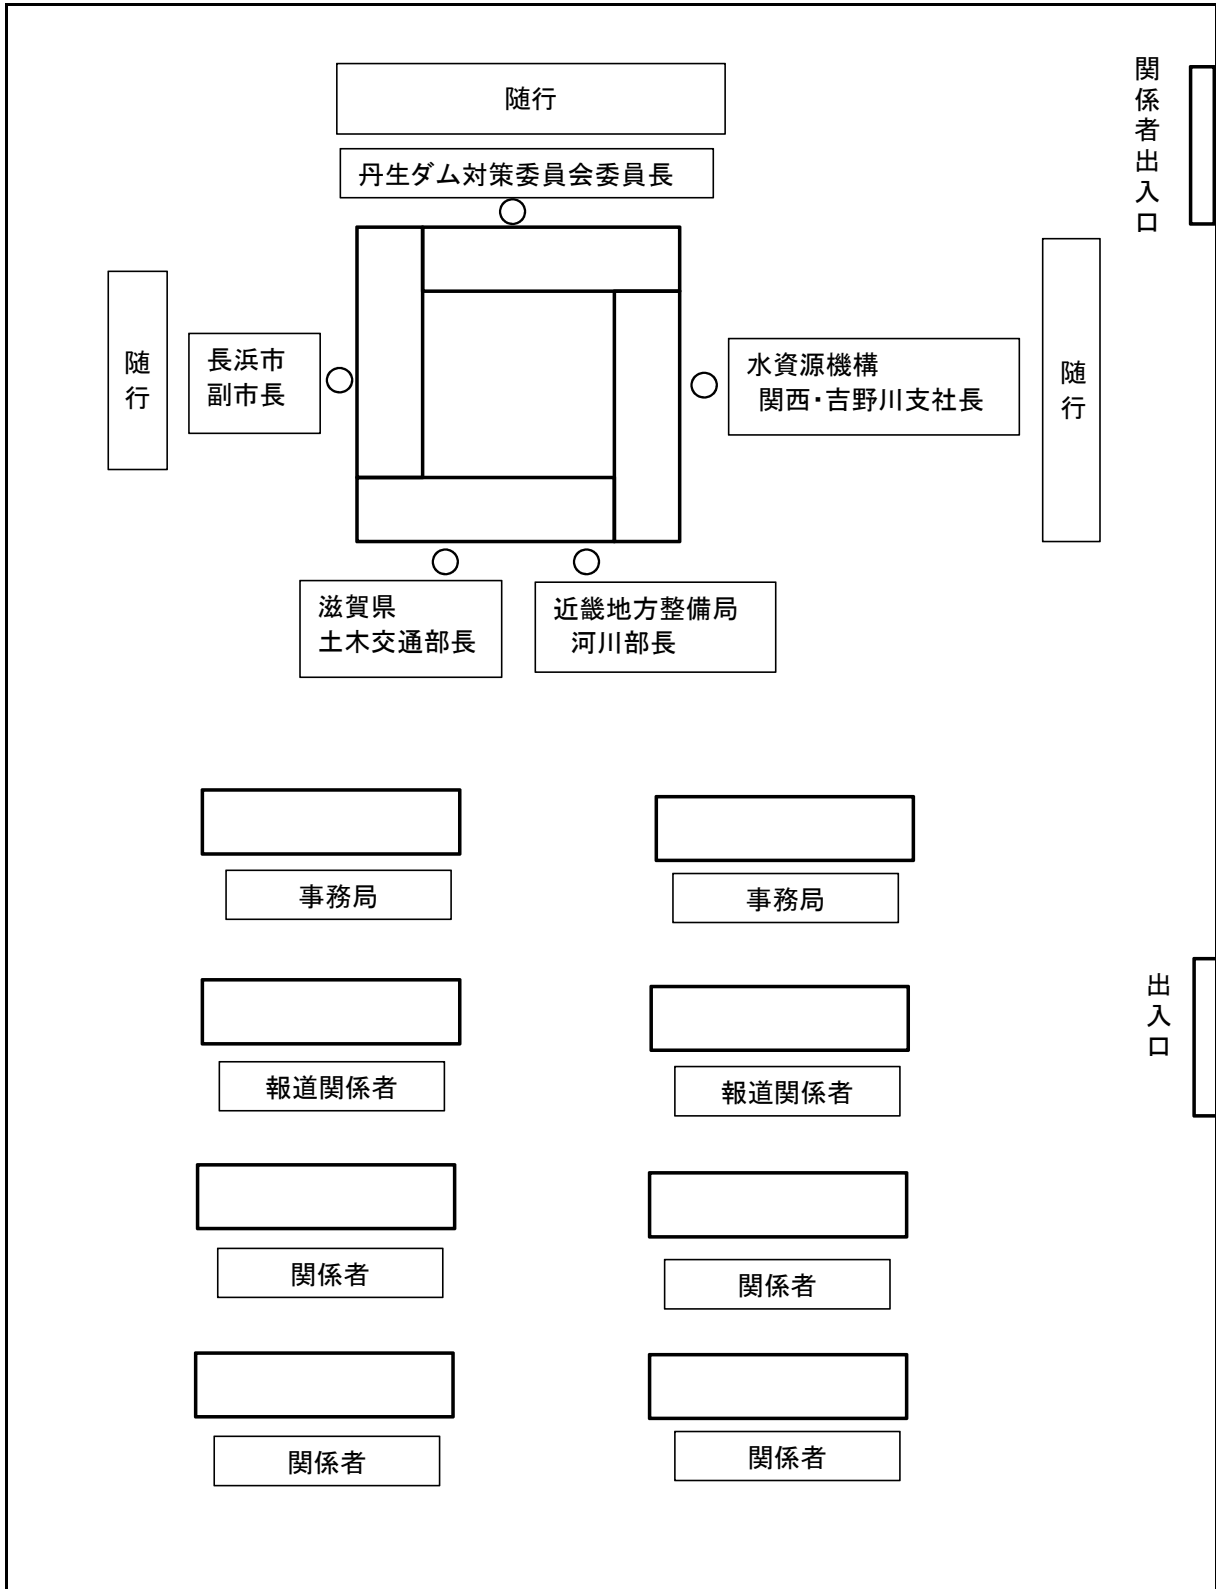 随行
丹生ダム対策委員会委員長
関係者出入口
随行
長浜市
副市長
水資源機構
関西・吉野川支社長
随行
滋賀県
土木交通部長
近畿地方整備局
河川部長
事務局
事務局
出入口
報道関係者
報道関係者
関係者
関係者
関係者
関係者